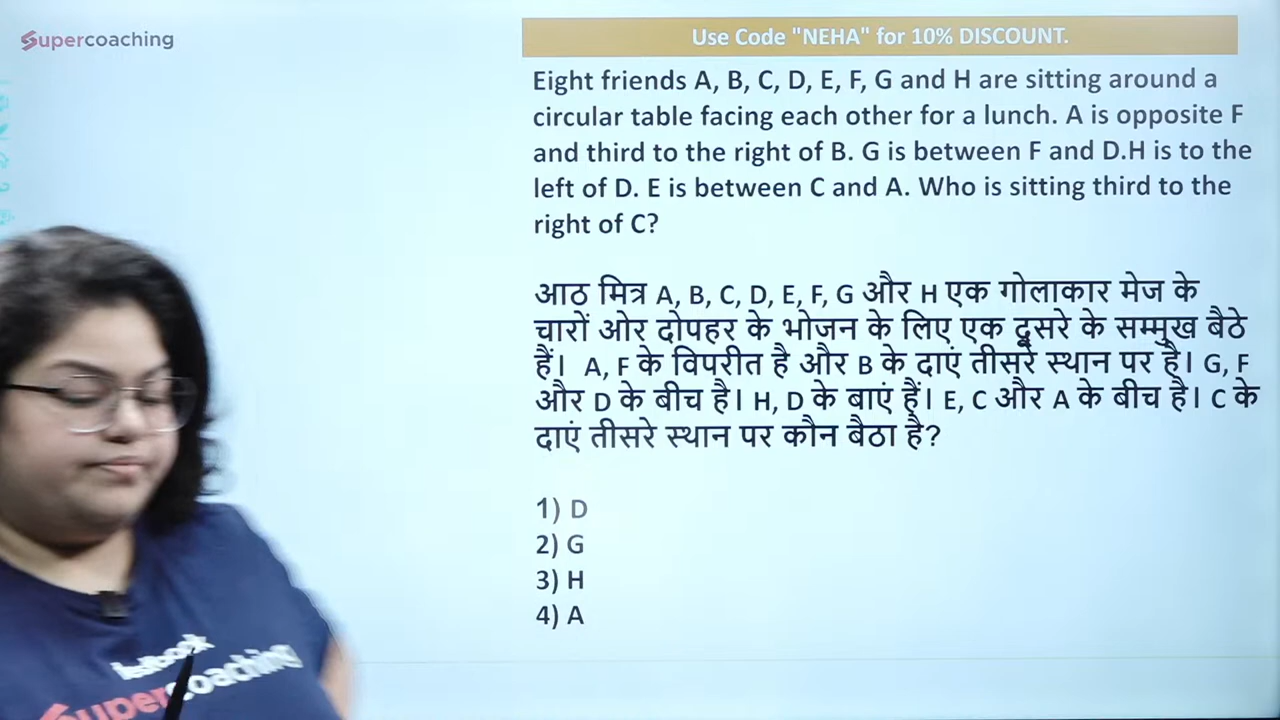 Supercoaching
Use Code "NEHA" for 10% DISCOUNT.
Eight friends A, B, C, D, E, F, G and H are sitting around a
circular table facing each other for a lunch. A is opposite F
and third to the right of B. G is between F and D.H is to the
left of D. E is between C and A. Who is sitting third to the
right of C?
आठ मित्र A, B, C, D, E, F, G और H एक गोलाकार मेज के
चारों ओर दोपहर के भोजन के लिए एक दूसरे के सम्मुख बैठे
हैं। A, F के विपरीत है और B के दाएं तीसरे स्थान पर है। G, F
और D के बीच है। H, D के बाएं हैं। E, C और A के बीच है। C के
दाएं तीसरे स्थान पर कौन बैठा है?
1) D
2) G
3) H
4) A
testbook
Supercoaching